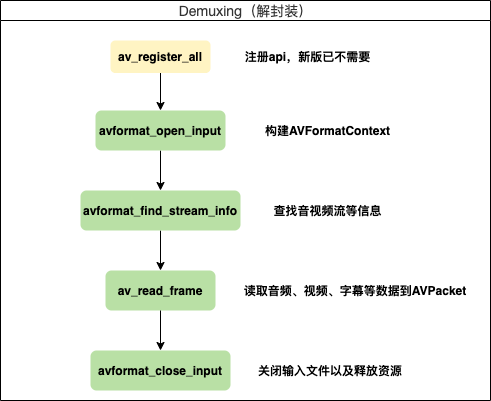 Demuxing（解封装）
av_register_all 注册api，新版已不需要
avformat_open_input 构建AVFormatContext
avformat_find_stream_info 查找音视频流等信息
av_read_frame 读取音频、视频、字幕等数据到AVPacket
avformat_close_input 关闭输入文件以及释放资源